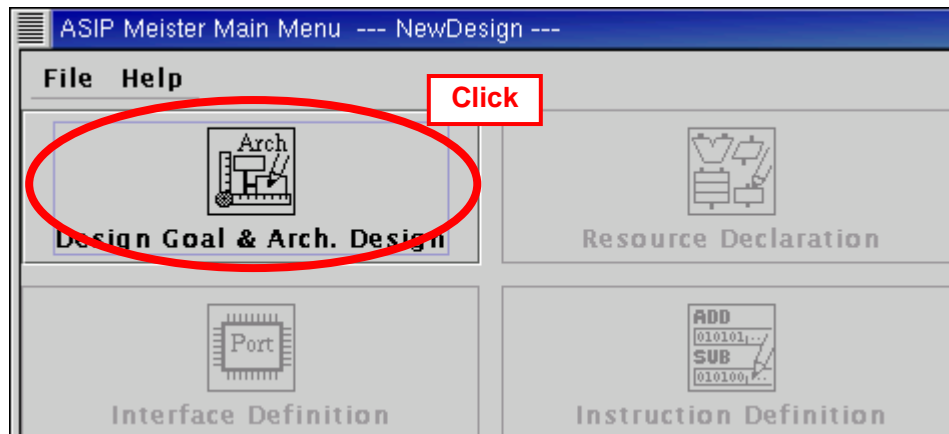 ASIP Meister Main Menu --- NewDesign ---
File Help
Click
Arch
Design Goal & Arch. Design
Resource Declaration
Port
ADD
010101
SUB
010100
Interface Definition
Instruction Definition